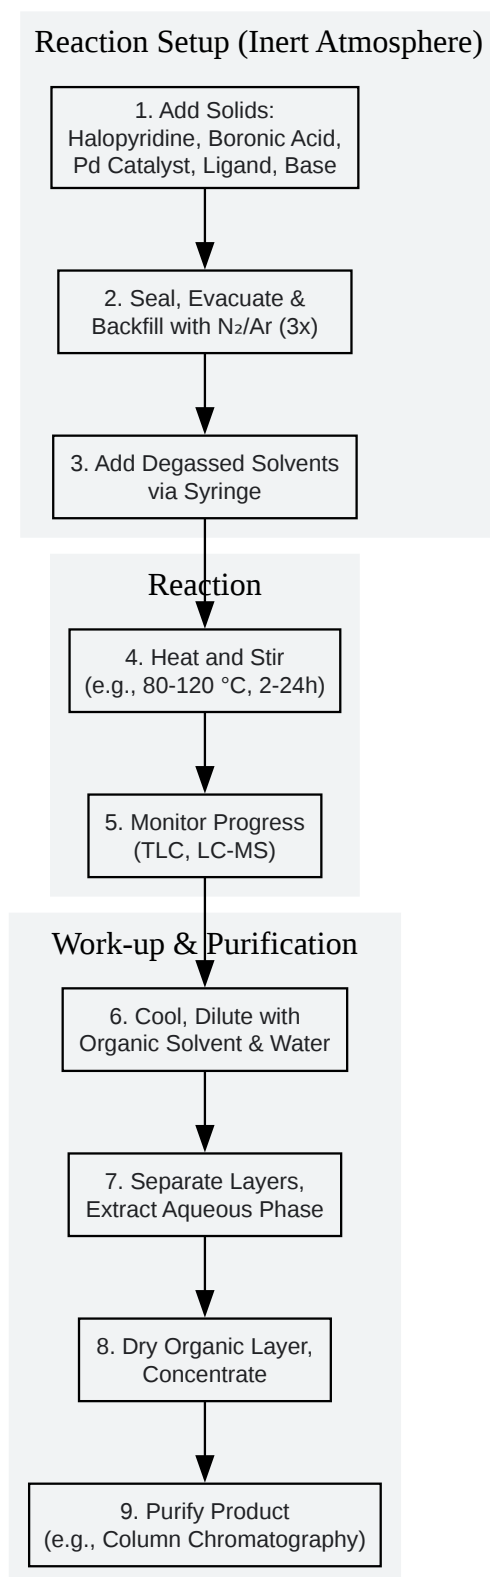 Reaction Setup (Inert Atmosphere)
1. Add Solids:
Halopyridine, Boronic Acid,
Pd Catalyst, Ligand, Base
2. Seal, Evacuate &
Backfill with N₂/Ar (3x)
3. Add Degassed Solvents
via Syringe
Reaction
4. Heat and Stir
(e.g., 80-120 °C, 2-24h)
5. Monitor Progress
(TLC, LC-MS)
Work-up & Purification
6. Cool, Dilute with
Organic Solvent & Water
7. Separate Layers,
Extract Aqueous Phase
8. Dry Organic Layer,
Concentrate
9. Purify Product
(e.g., Column Chromatography)